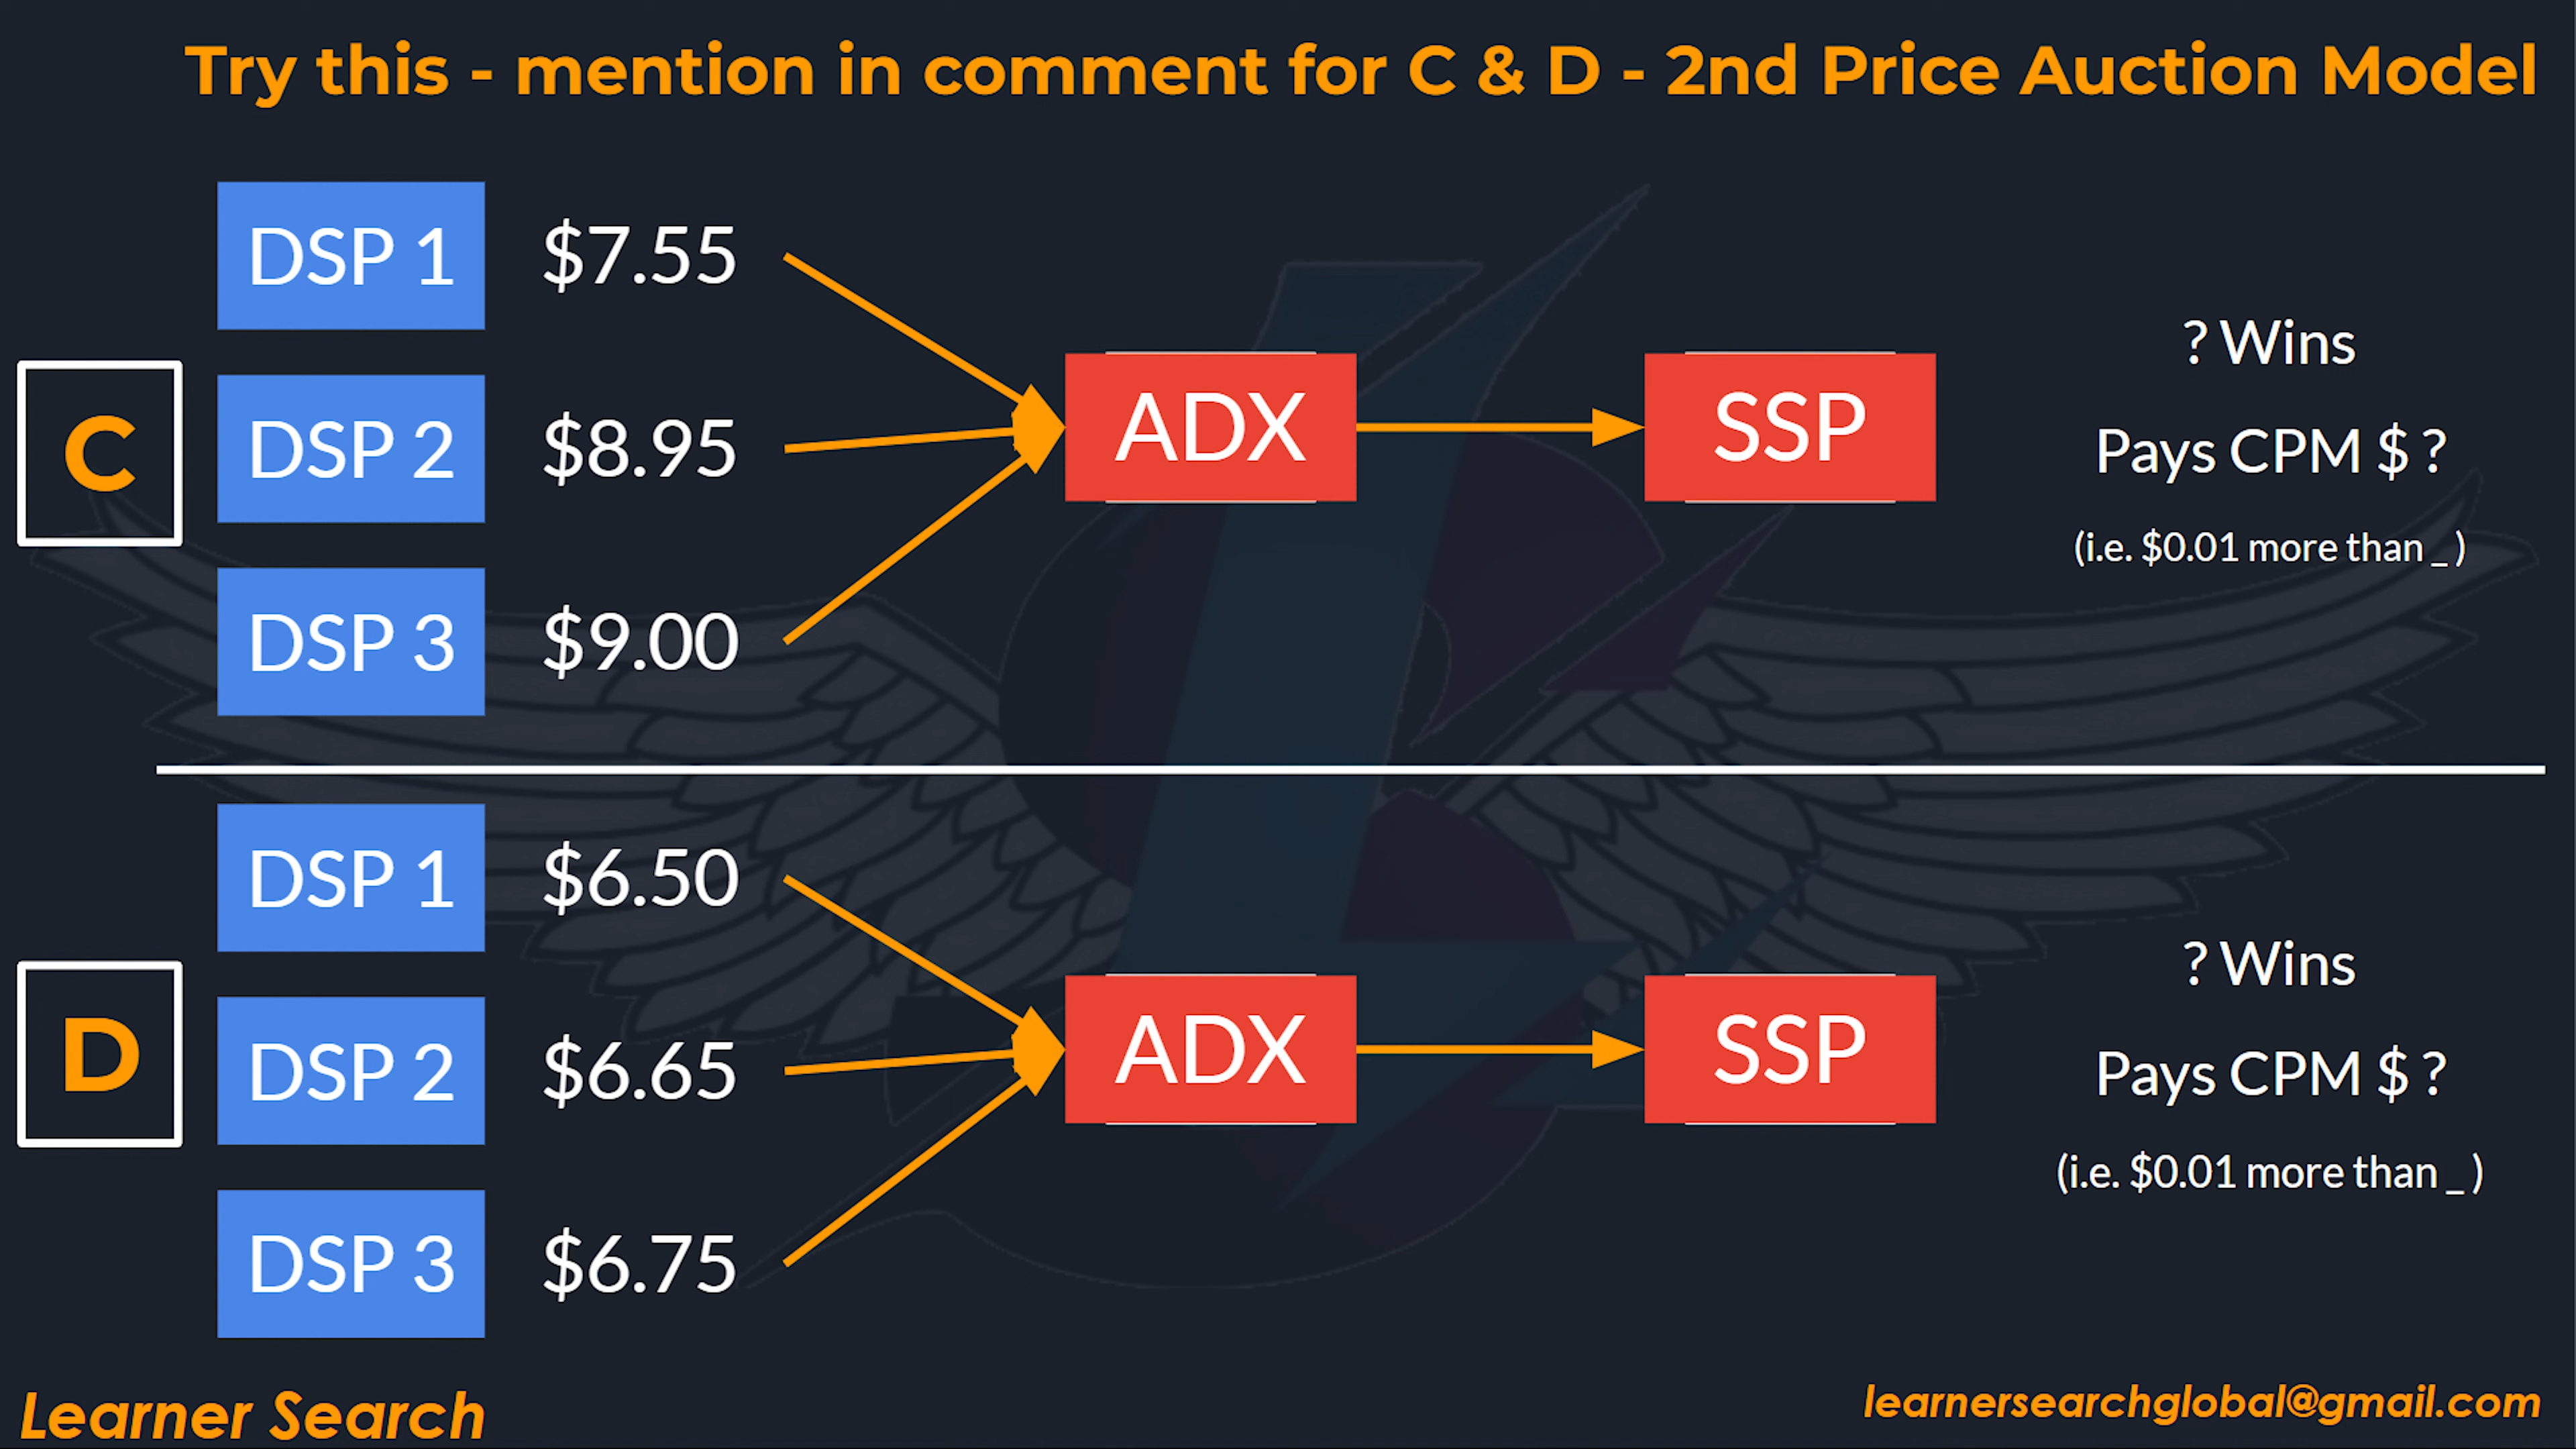 Try this - mention in comment for C & D - 2nd Price Auction Model
C
DSP 1
$7.55
DSP 2
$8.95
DSP 3
$9.00
ADX
SSP
? Wins
Pays CPM $ ?
(i.e. $0.01 more than _ )
D
DSP 1
$6.50
DSP 2
$6.65
DSP 3
$6.75
ADX
SSP
? Wins
Pays CPM $ ?
(i.e. $0.01 more than _ )
Learner Search
learnersearchglobal@gmail.com